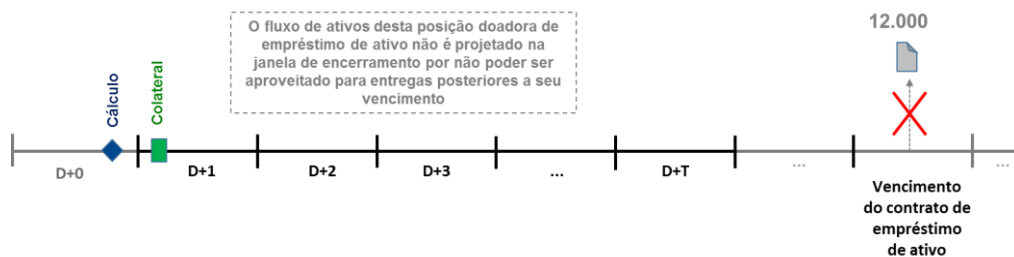 O fluxo de ativos desta posição doadora de
empréstimo de ativo não é projetado na
janela de encerramento por não poder ser
aproveitado para entregas posteriores a seu
vencimento
12.000
Cálculo
Colateral
D+0
D+1
D+2
D+3
...
D+T
...
...
Vencimento
do contrato de
empréstimo
de ativo